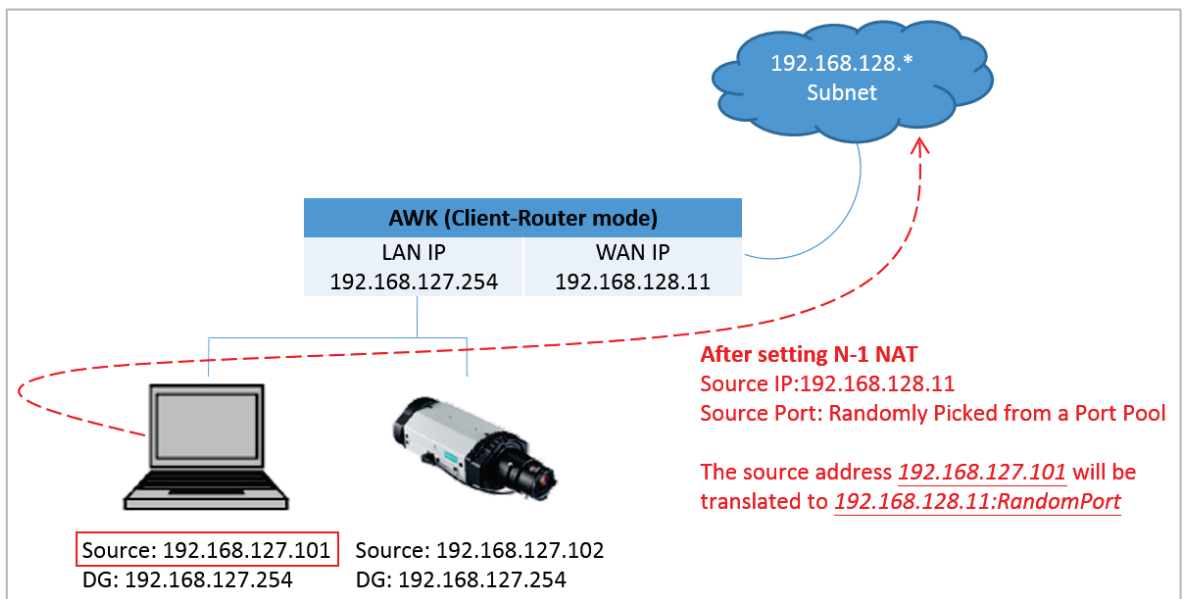 192.168.128.*
Subnet
AWK (Client-Router mode)
LAN IP
192.168.127.254
WAN IP
192.168.128.11
After setting N-1 NAT
Source IP:192.168.128.11
Source Port: Randomly Picked from a Port Pool
The source address 192.168.127.101 will be
translated to 192.168.128.11:RandomPort
Source: 192.168.127.101
DG: 192.168.127.254
Source: 192.168.127.102
DG: 192.168.127.254